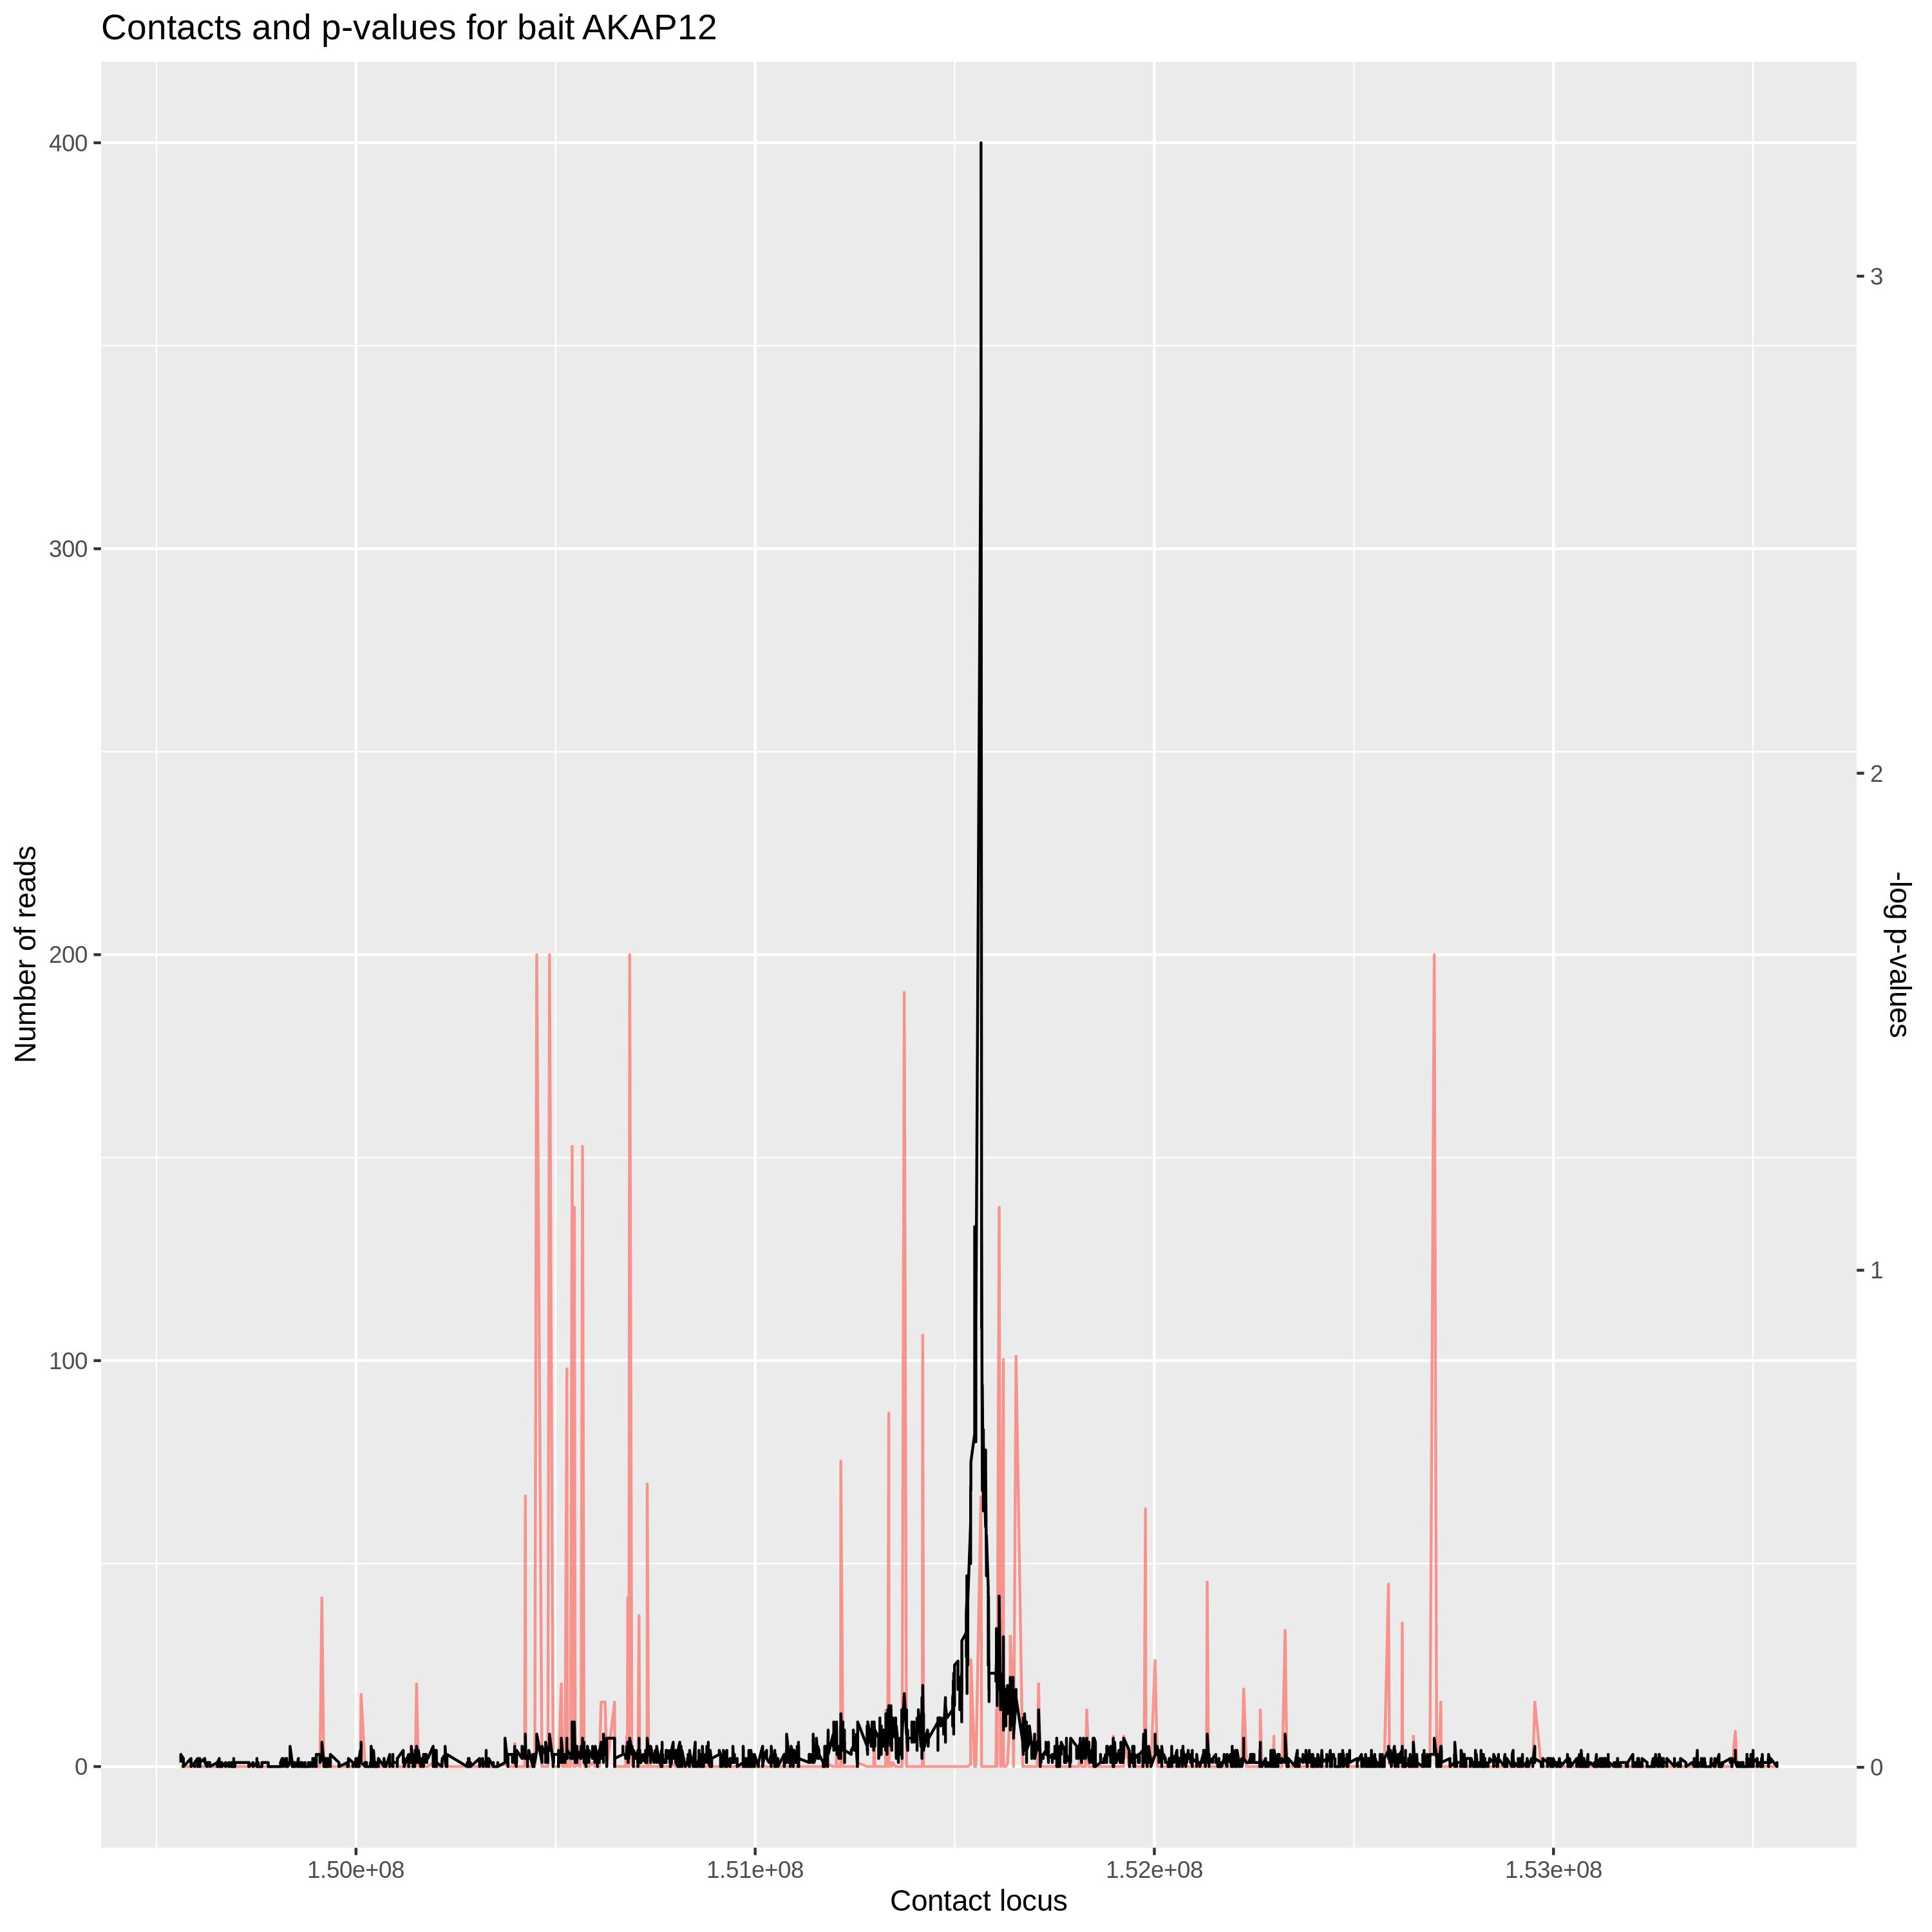 Contacts and p-values for bait AKAP12
400
300
200
100
0
Number of reads
3
2
1
0
-log p-values
1.50e+08
1.51e+08
1.52e+08
1.53e+08
Contact locus